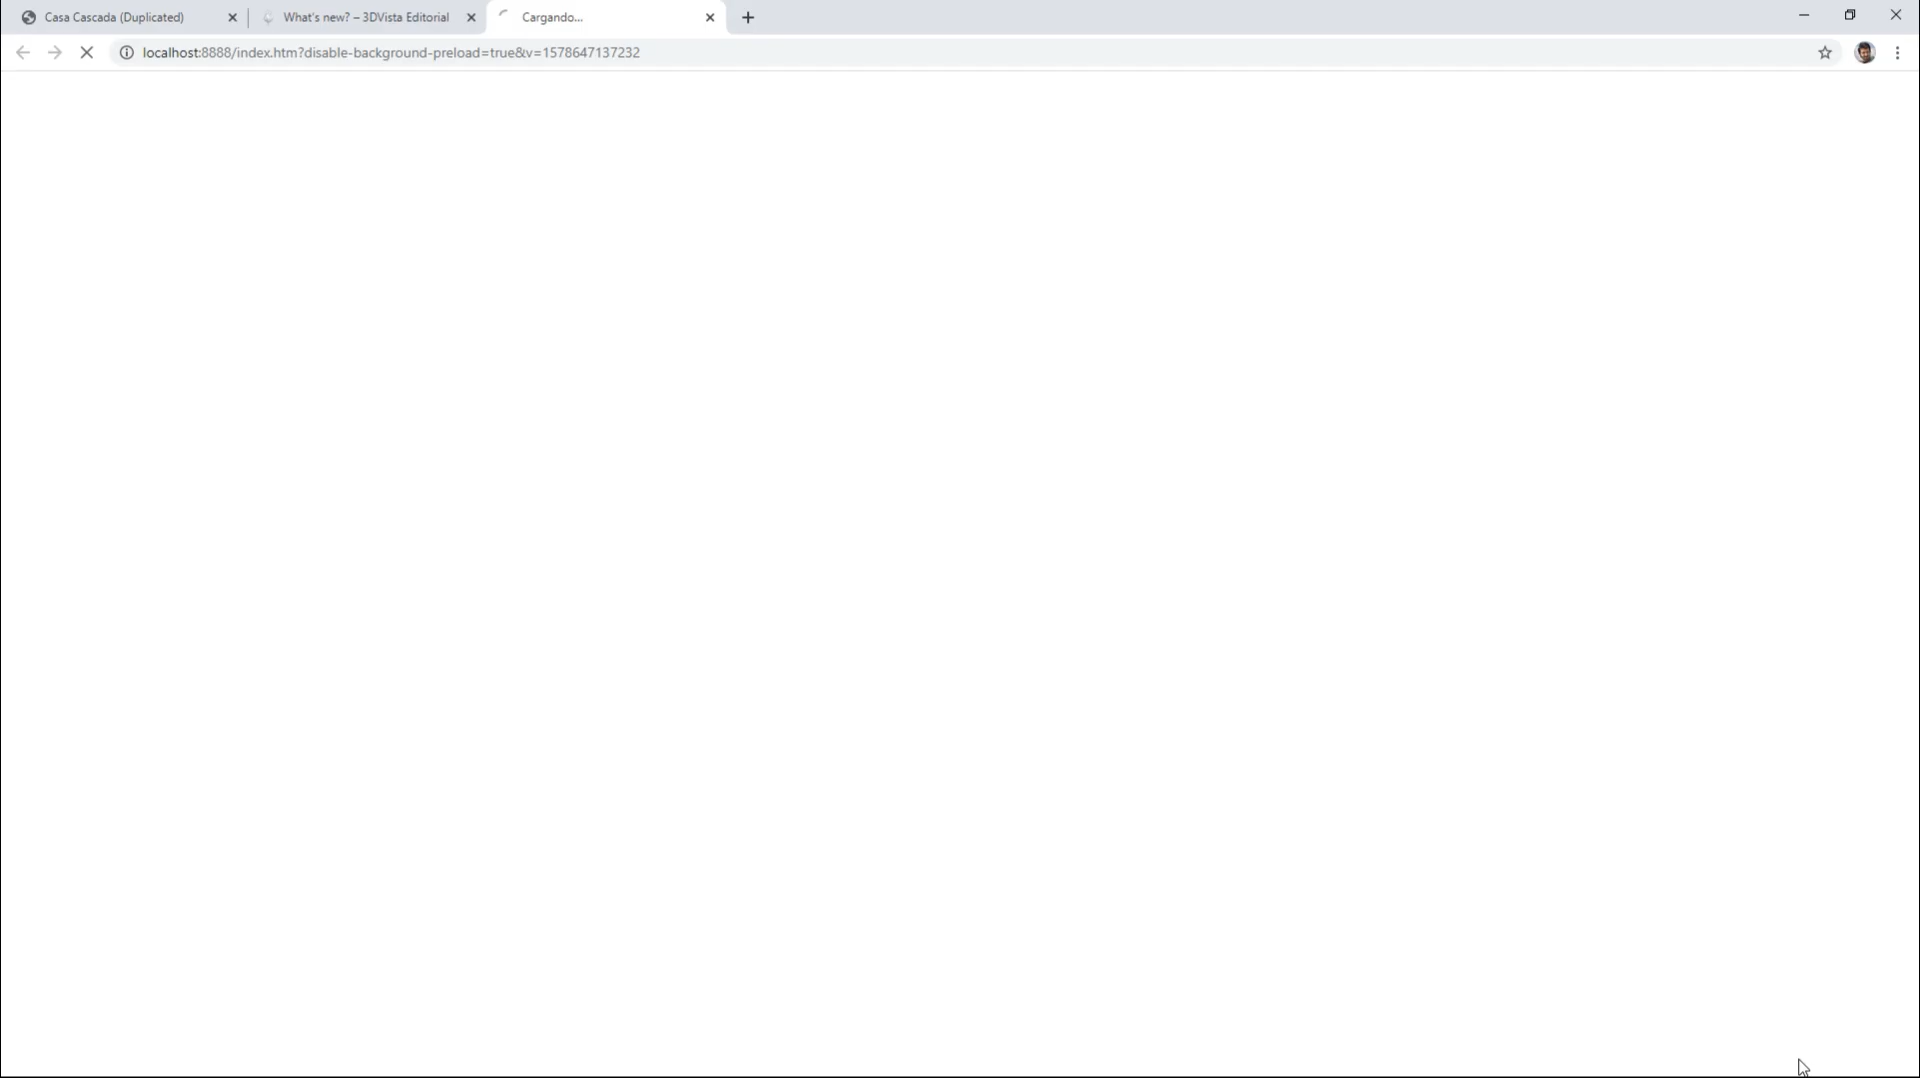 Casa Cascada (Duplicated)
What's new? – 3DVista Editorial
Cargando...
localhost:8888/index.htm?disable-background-preload=true&v=1578647137232